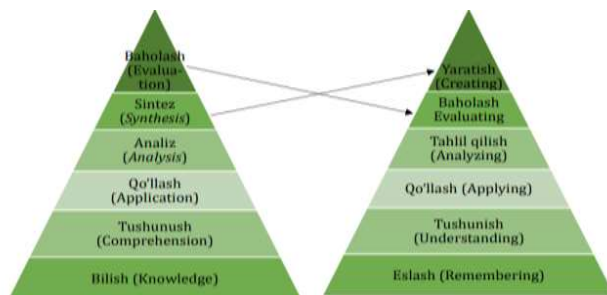 Baholash
(Evalua-
tion)
Sintez
(Synthesis)
Analiz
(Analysis)
Qo'llash
(Application)
Tushunush
(Comprehension)
Bilish (Knowledge)
Yaratish
(Creating)
Baholash
Evaluating
Tahlil qilish
(Analyzing)
Qo'llash (Applying)
Tushunish
(Understanding)
Eslash (Remembering)